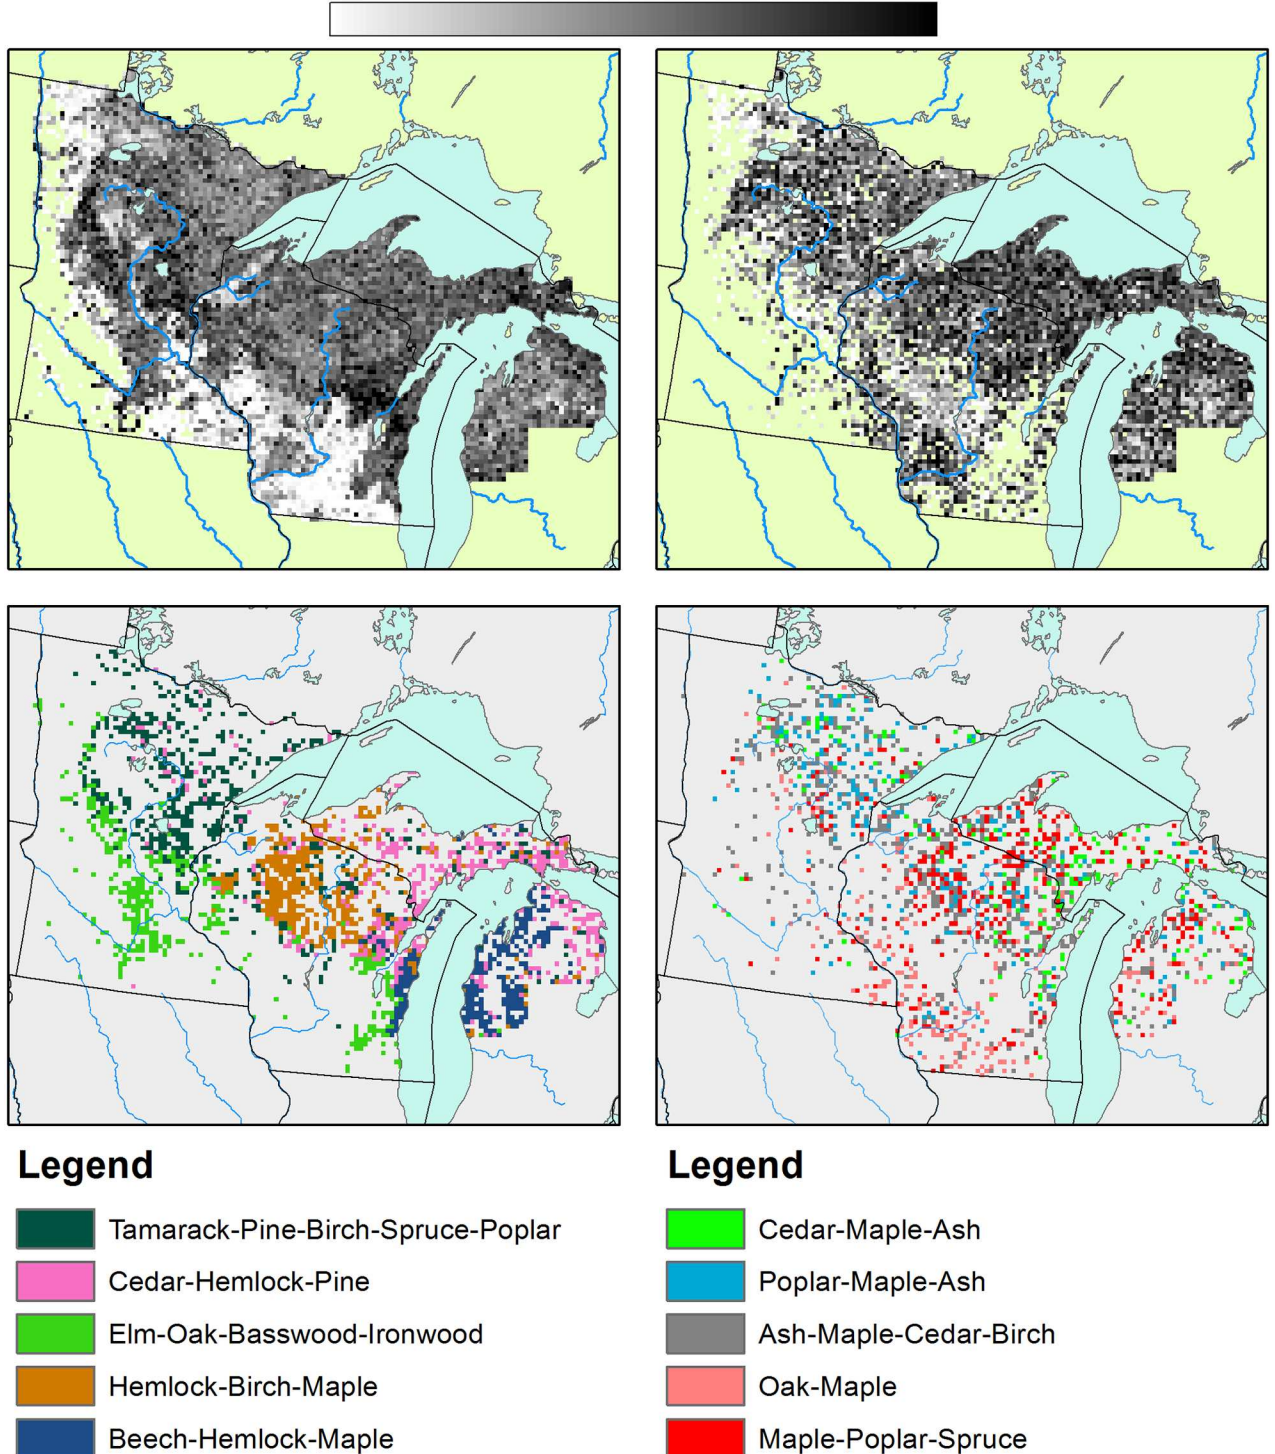 Legend
Tamarack-Pine-Birch-Spruce-Poplar
Cedar-Hemlock-Pine
Elm-Oak-Basswood-Ironwood
Hemlock-Birch-Maple
Beech-Hemlock-Maple
Legend
Cedar-Maple-Ash
Poplar-Maple-Ash
Ash-Maple-Cedar-Birch
Oak-Maple
Maple-Poplar-Spruce